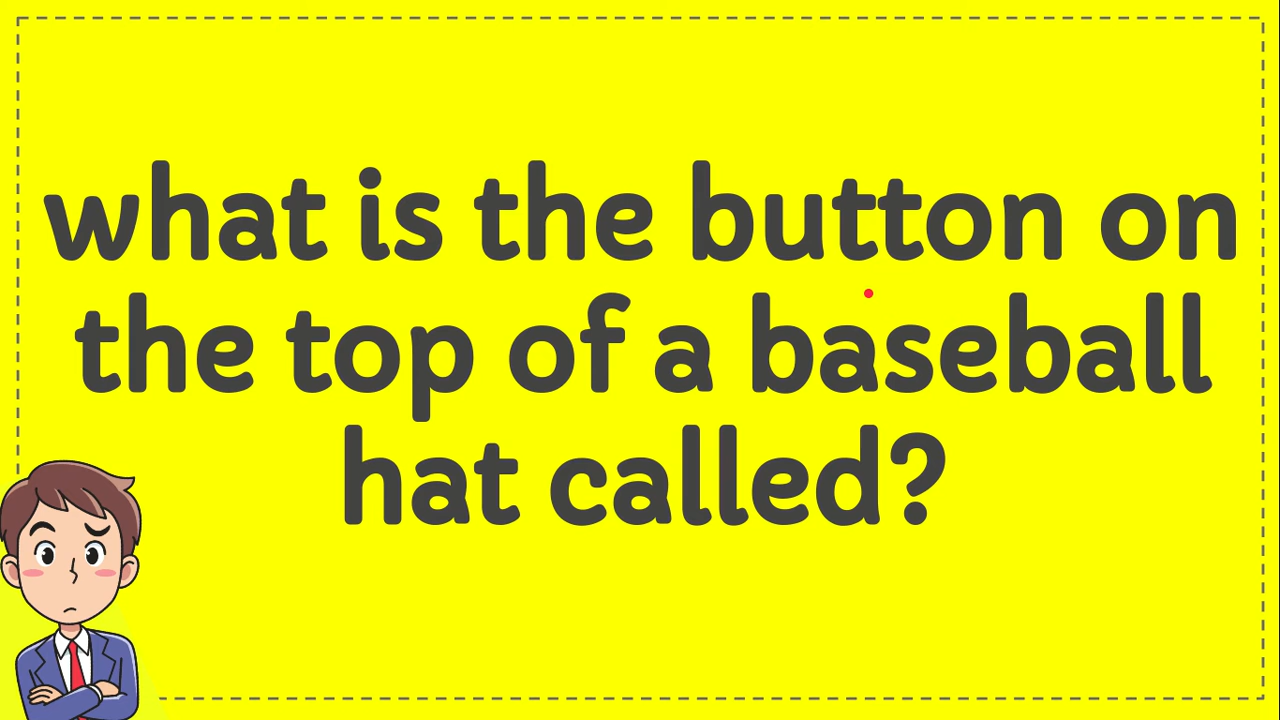 what is the button on
the top of a baseball
hat called?